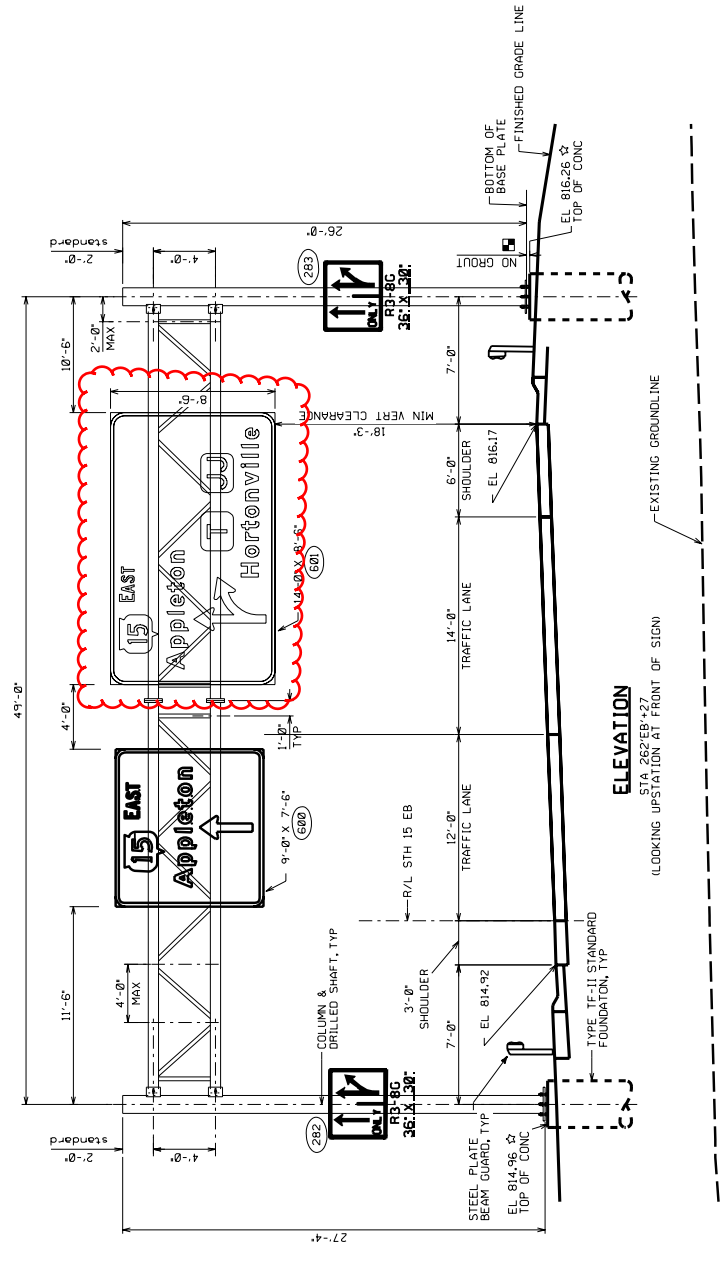 49'-0"
11'-6"
4'-0"
10'-6"
4'-0"
MAX
1'-0"
TYP
2'-0"
MAX
2'-0"
standard
4'-0"
2'-0"
standard
4'-0"
27'-4"
26'-0"
15 EAST
Appleton
9'-0" X 7'-6"
600
15 EAST
Appleton
T JJ
Hortonville
14'-0" X 8'-6"
601
8'-6"
18'-3"
MIN VERT CLEARANCE
282
ONLY
R3-8G
36" X 30"
283
ONLY
R3-8G
36" X 30"
COLUMN &
DRILLED SHAFT, TYP
R/L STH 15 EB
NO GROUT
BOTTOM OF
BASE PLATE
FINISHED GRADE LINE
EL 816.26 ☆
TOP OF CONC
7'-0"
3'-0"
SHOULDER
12'-0"
TRAFFIC LANE
14'-0"
TRAFFIC LANE
6'-0"
SHOULDER
7'-0"
EL 814.92
EL 816.17
STEEL PLATE
BEAM GUARD, TYP
EL 814.96 ☆
TOP OF CONC
TYPE TF-II STANDARD
FOUNDATON, TYP
EXISTING GROUNDLINE
ELEVATION
STA 262'EB'+27
(LOOKING UPSTATION AT FRONT OF SIGN)